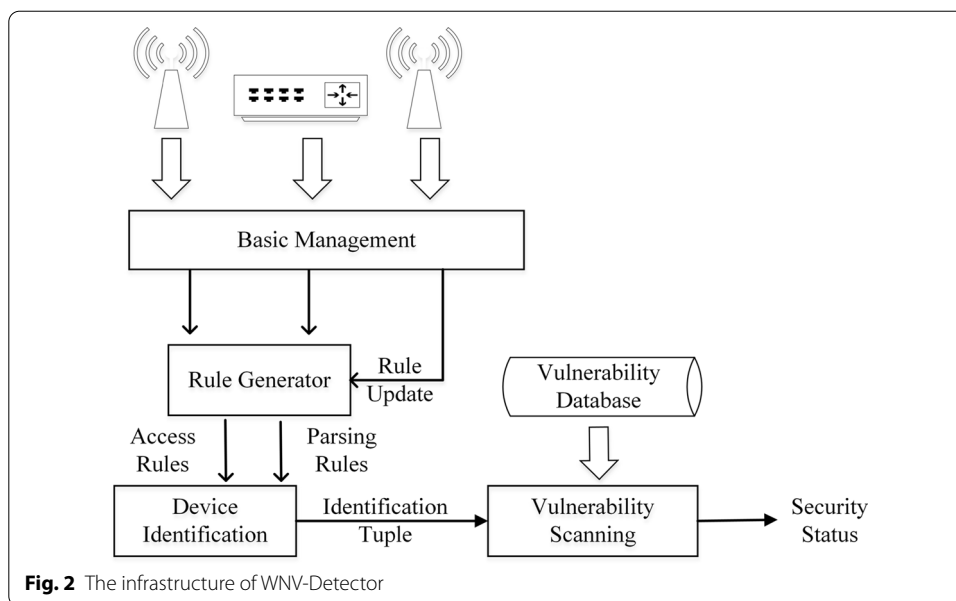 Basic Management
Rule Generator
Rule
Update
Vulnerability
Database
Access
Rules
Parsing
Rules
Device
Identification
Identification
Tuple
Vulnerability
Scanning
Security
Status
Fig. 2 The infrastructure of WNV-Detector